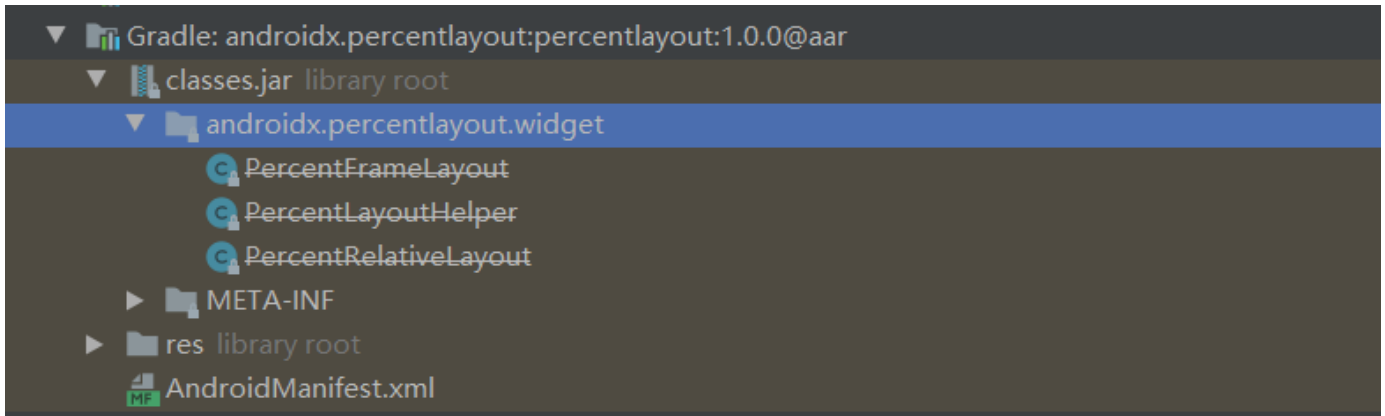 Gradle: androidx.percentlayout:percentlayout:1.0.0@aar
classes.jar library root
androidx.percentlayout.widget
C PercentFrameLayout
C PercentLayoutHelper
C PercentRelativeLayout
META-INF
res library root
MF AndroidManifest.xml